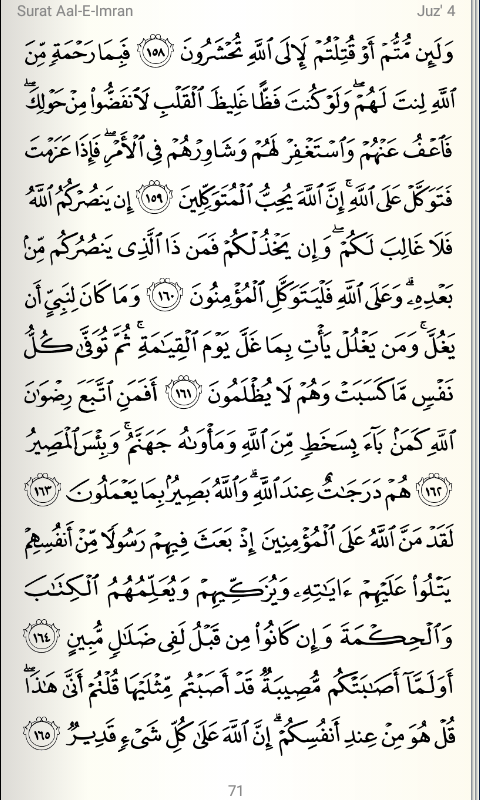 Surat Aal-E-Imran Juz' 4
وَلَئِن مُّتُّمْ أَوْ قُتِلْتُمْ لَإِلَى ٱللَّهِ تُحْشَرُونَ ١٥٨ فَبِمَا رَحْمَةٍ مِّنَ
ٱللَّهِ لِنتَ لَهُمْ ۖ وَلَوْ كُنتَ فَظًّا غَلِيظَ ٱلْقَلْبِ لَٱنفَضُّوا۟ مِنْ حَوْلِكَ ۖ
فَٱعْفُ عَنْهُمْ وَٱسْتَغْفِرْ لَهُمْ وَشَاوِرْهُمْ فِى ٱلْأَمْرِ ۖ فَإِذَا عَزَمْتَ
فَتَوَكَّلْ عَلَى ٱللَّهِ ۚ إِنَّ ٱللَّهَ يُحِبُّ ٱلْمُتَوَكِّلِينَ ١٥٩ إِن يَنصُرْكُمُ ٱللَّهُ
فَلَا غَالِبَ لَكُمْ ۖ وَإِن يَخْذُلْكُمْ فَمَن ذَا ٱلَّذِى يَنصُرُكُم مِّنۢ
بَعْدِهِۦ ۗ وَعَلَى ٱللَّهِ فَلْيَتَوَكَّلِ ٱلْمُؤْمِنُونَ ١٦٠ وَمَا كَانَ لِنَبِىٍّ أَن
يَغُلَّ ۚ وَمَن يَغْلُلْ يَأْتِ بِمَا غَلَّ يَوْمَ ٱلْقِيَـٰمَةِ ۚ ثُمَّ تُوَفَّىٰ كُلُّ
نَفْسٍ مَّا كَسَبَتْ وَهُمْ لَا يُظْلَمُونَ ١٦١ أَفَمَنِ ٱتَّبَعَ رِضْوَٰنَ
ٱللَّهِ كَمَنۢ بَآءَ بِسَخَطٍ مِّنَ ٱللَّهِ وَمَأْوَىٰهُ جَهَنَّمُ ۚ وَبِئْسَ ٱلْمَصِيرُ
١٦٢ هُمْ دَرَجَـٰتٌ عِندَ ٱللَّهِ ۗ وَٱللَّهُ بَصِيرٌۢ بِمَا يَعْمَلُونَ ١٦٣
لَقَدْ مَنَّ ٱللَّهُ عَلَى ٱلْمُؤْمِنِينَ إِذْ بَعَثَ فِيهِمْ رَسُولًا مِّنْ أَنفُسِهِمْ
يَتْلُوا۟ عَلَيْهِمْ ءَايَـٰتِهِۦ وَيُزَكِّيهِمْ وَيُعَلِّمُهُمُ ٱلْكِتَـٰبَ
وَٱلْحِكْمَةَ وَإِن كَانُوا۟ مِن قَبْلُ لَفِى ضَلَـٰلٍ مُّبِينٍ ١٦٤
أَوَلَمَّآ أَصَـٰبَتْكُم مُّصِيبَةٌ قَدْ أَصَبْتُم مِّثْلَيْهَا قُلْتُمْ أَنَّىٰ هَـٰذَا ۖ
قُلْ هُوَ مِنْ عِندِ أَنفُسِكُمْ ۗ إِنَّ ٱللَّهَ عَلَىٰ كُلِّ شَىْءٍ قَدِيرٌ ١٦٥
71